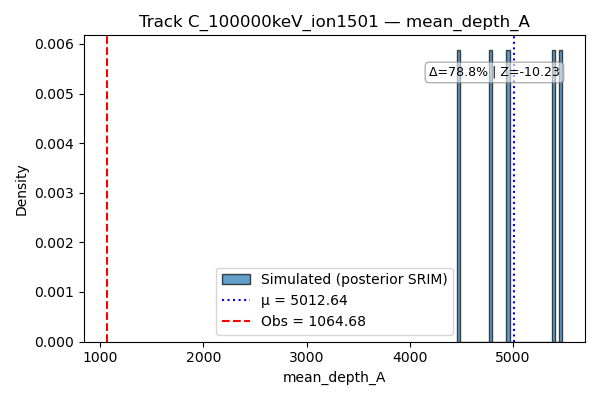 Track C_100000keV_ion1501 — mean_depth_A
0.006
0.005
0.004
0.003
0.002
0.001
0.000
Density
Δ=78.8% | Z=-10.23
Simulated (posterior SRIM)
μ = 5012.64
Obs = 1064.68
1000 2000 3000 4000 5000
mean_depth_A